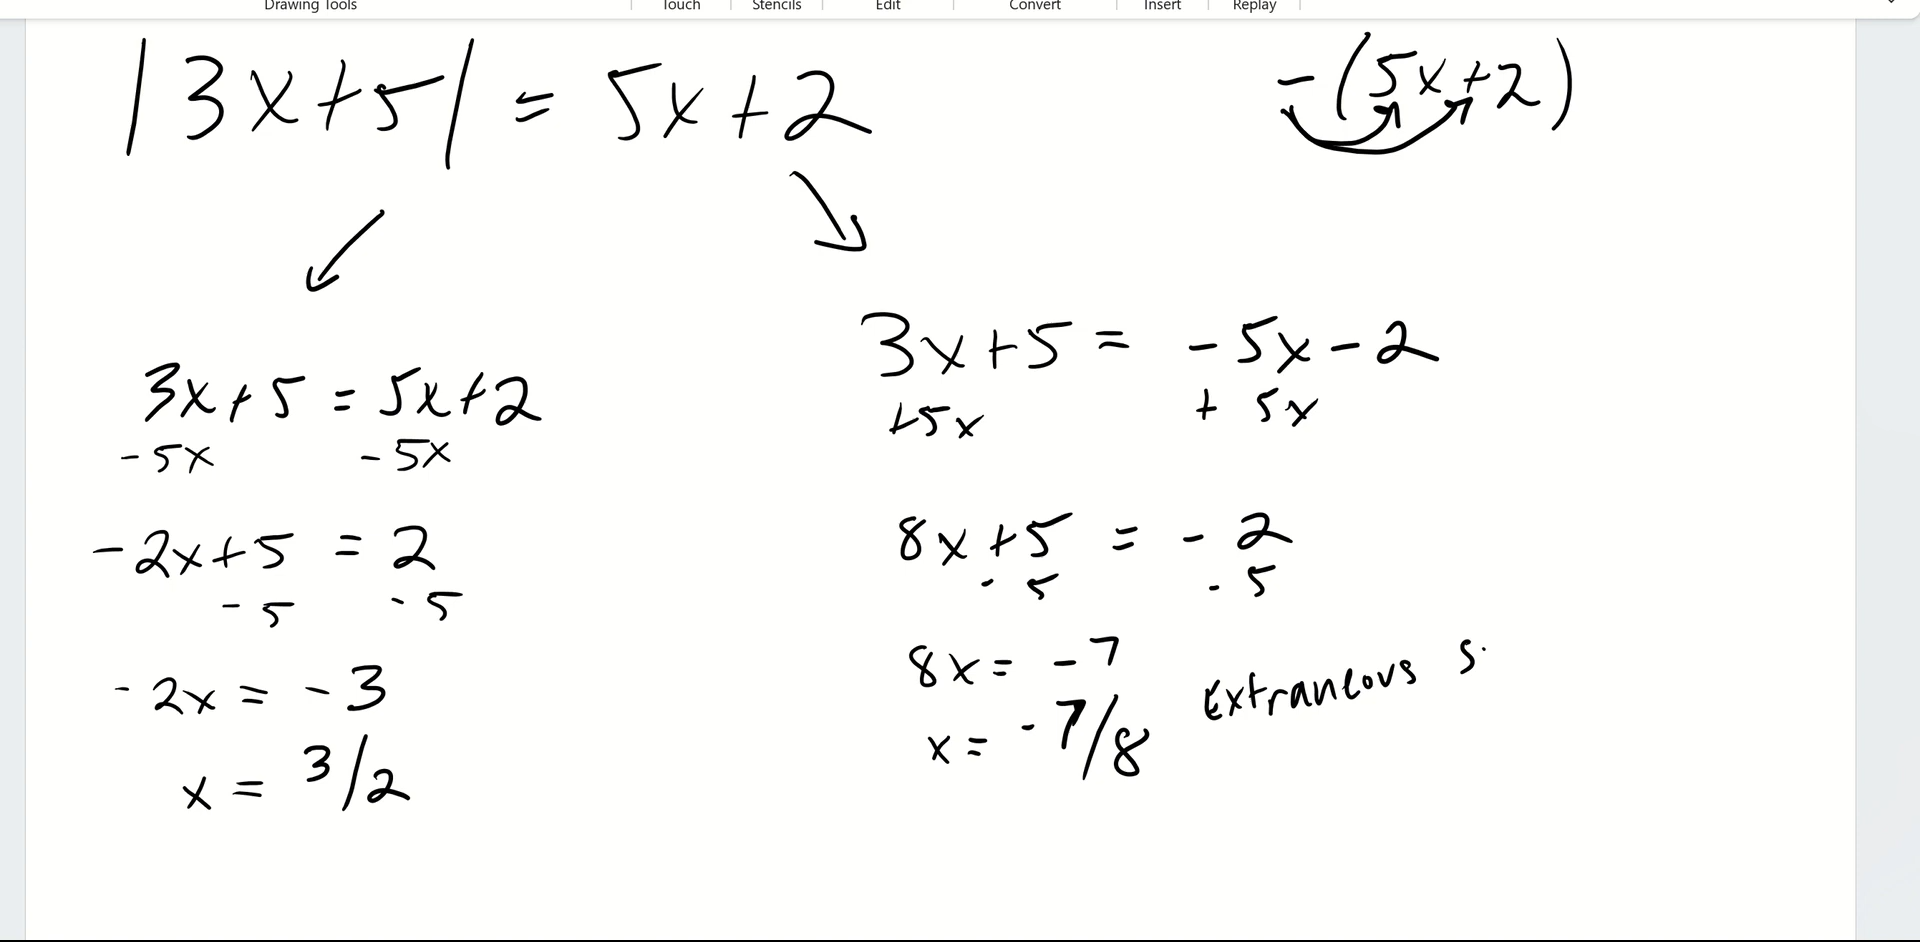 Drawing Tools Touch Stencils Edit Convert Insert Replay
|3x+5| = 5x+2
-(5x+2)
3x+5 = 5x+2
-5x -5x
-2x+5 = 2
-5 -5
-2x = -3
x = 3/2
3x+5 = -5x-2
+5x +5x
8x+5 = -2
-5 -5
8x = -7
x = -7/8
Extraneous s.